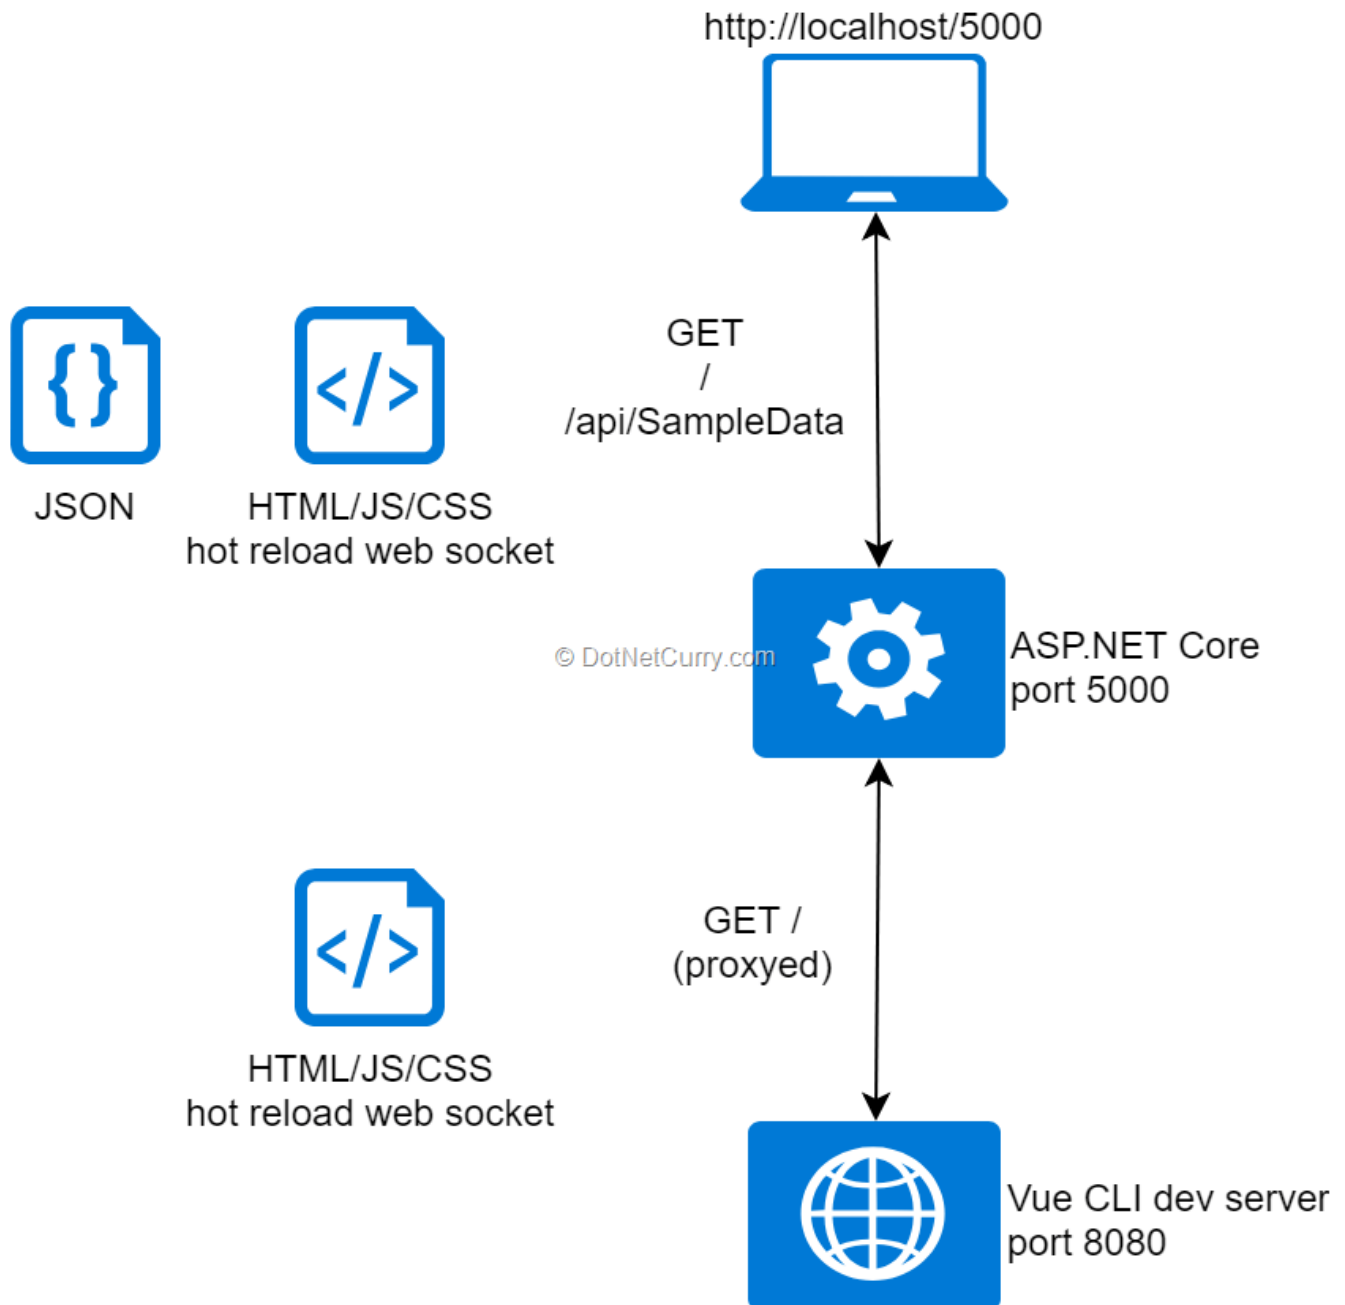 http://localhost/5000
GET
/
/api/SampleData
JSON
HTML/JS/CSS
hot reload web socket
© DotNetCurry.com
ASP.NET Core
port 5000
GET /
(proxyed)
HTML/JS/CSS
hot reload web socket
Vue CLI dev server
port 8080